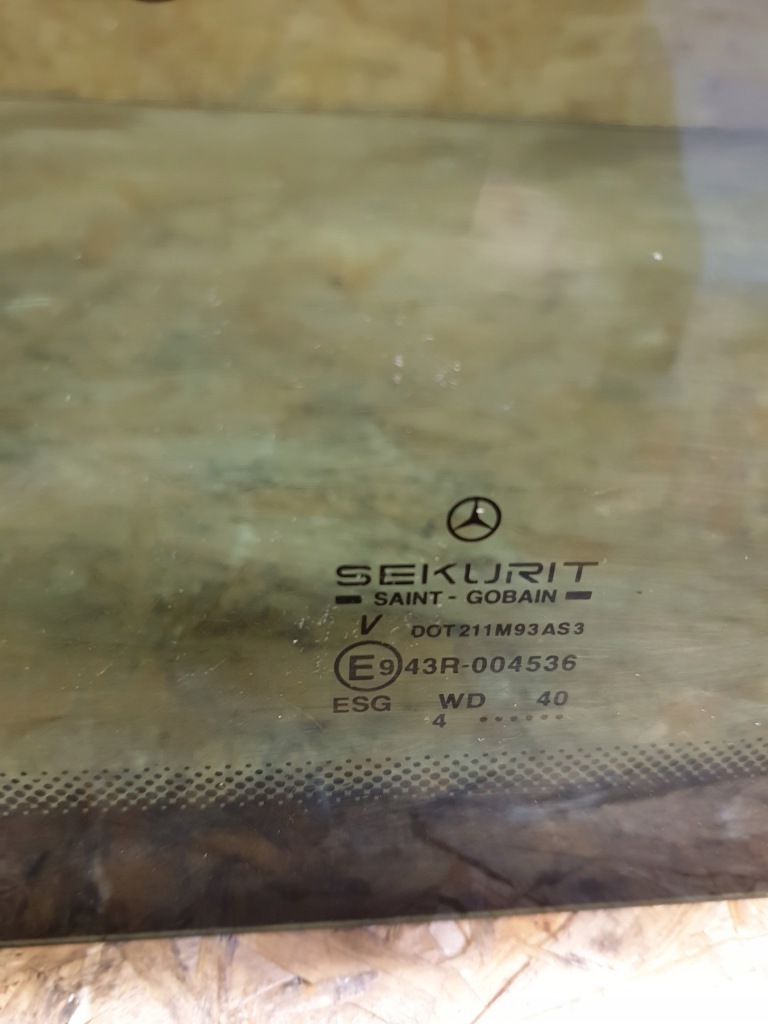 SEKURIT
SAINT - GOBAIN
V DOT211M93AS3
E9 43R-004536
ESG WD 40
4 ••••••